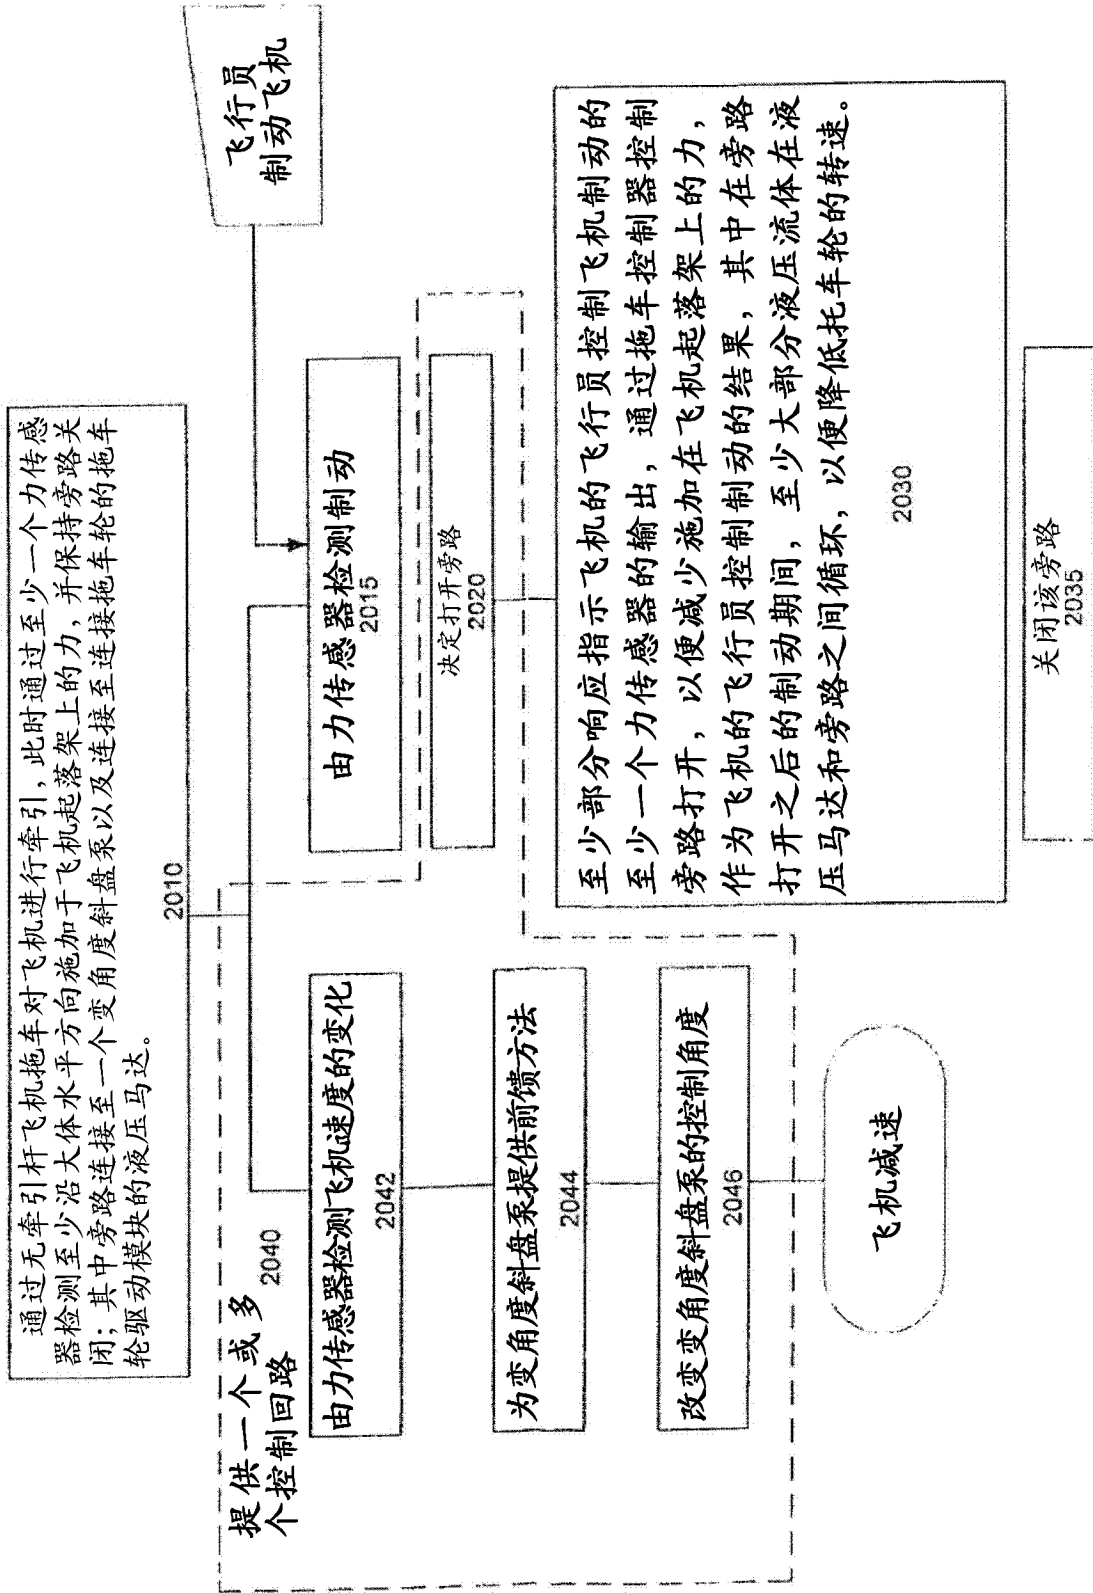 通过无牵引杆飞机拖车对飞机进行牵引，此时通过至少一个力传感
器检测至少沿大体水平方向施加于飞机起落架上的力，并保持旁路关
闭；其中旁路连接至一个变角度斜盘泵以及连接至连接拖车轮的拖车
轮驱动模块的液压马达。
2010
飞行员
制动飞机
提供一个或多
个控制回路
2040
由力传感器检测飞机速度的变化
2042
由力传感器检测制动
2015
决定打开旁路
2020
为变角度斜盘泵提供前馈方法
2044
至少部分响应指示飞机的飞行员控制飞机制动的
至少一个力传感器的输出，通过拖车控制器控制
旁路打开，以便减少施加在飞机起落架上的力，
作为飞机的飞行员控制制动的结果，其中在旁路
打开之后的制动期间，至少大部分液压流体在液
压马达和旁路之间循环，以便降低托车轮的转速。
2030
改变变角度斜盘泵的控制角度
2046
飞机减速
关闭该旁路
2035